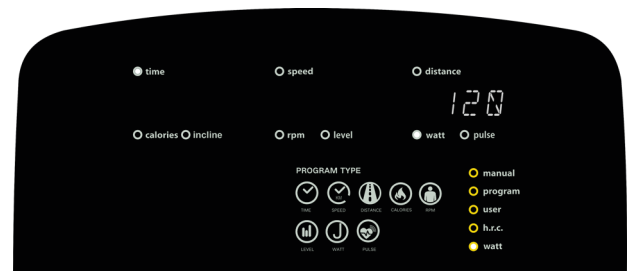 time speed distance
120
calories incline rpm level watt pulse
PROGRAM TYPE
manual
program
TIME SPEED DISTANCE CALORIES RPM
user
h.r.c.
LEVEL WATT PULSE
watt